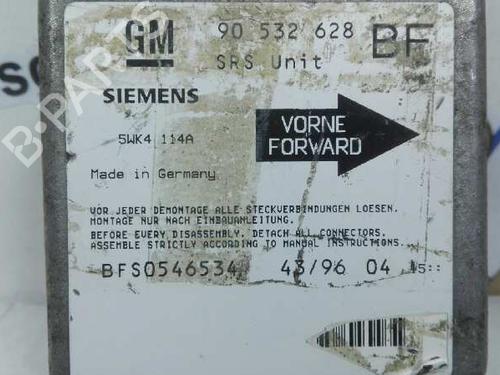 GM 90 532 628 BF
SRS Unit
SIEMENS
5WK4 114A
VORNE
FORWARD
Made in Germany
VOR JEDER DEMONTAGE ALLE STECKVERBINDUNGEN LOESEN.
MONTAGE NUR NACH EINBAUANLEITUNG.
BEFORE EVERY DISASSEMBLY, DETACH ALL CONNECTORS.
ASSEMBLE STRICTLY ACCORDING TO MANUAL INSTRUCTIONS.
BFS0546534 43/96 04
B-PARTS